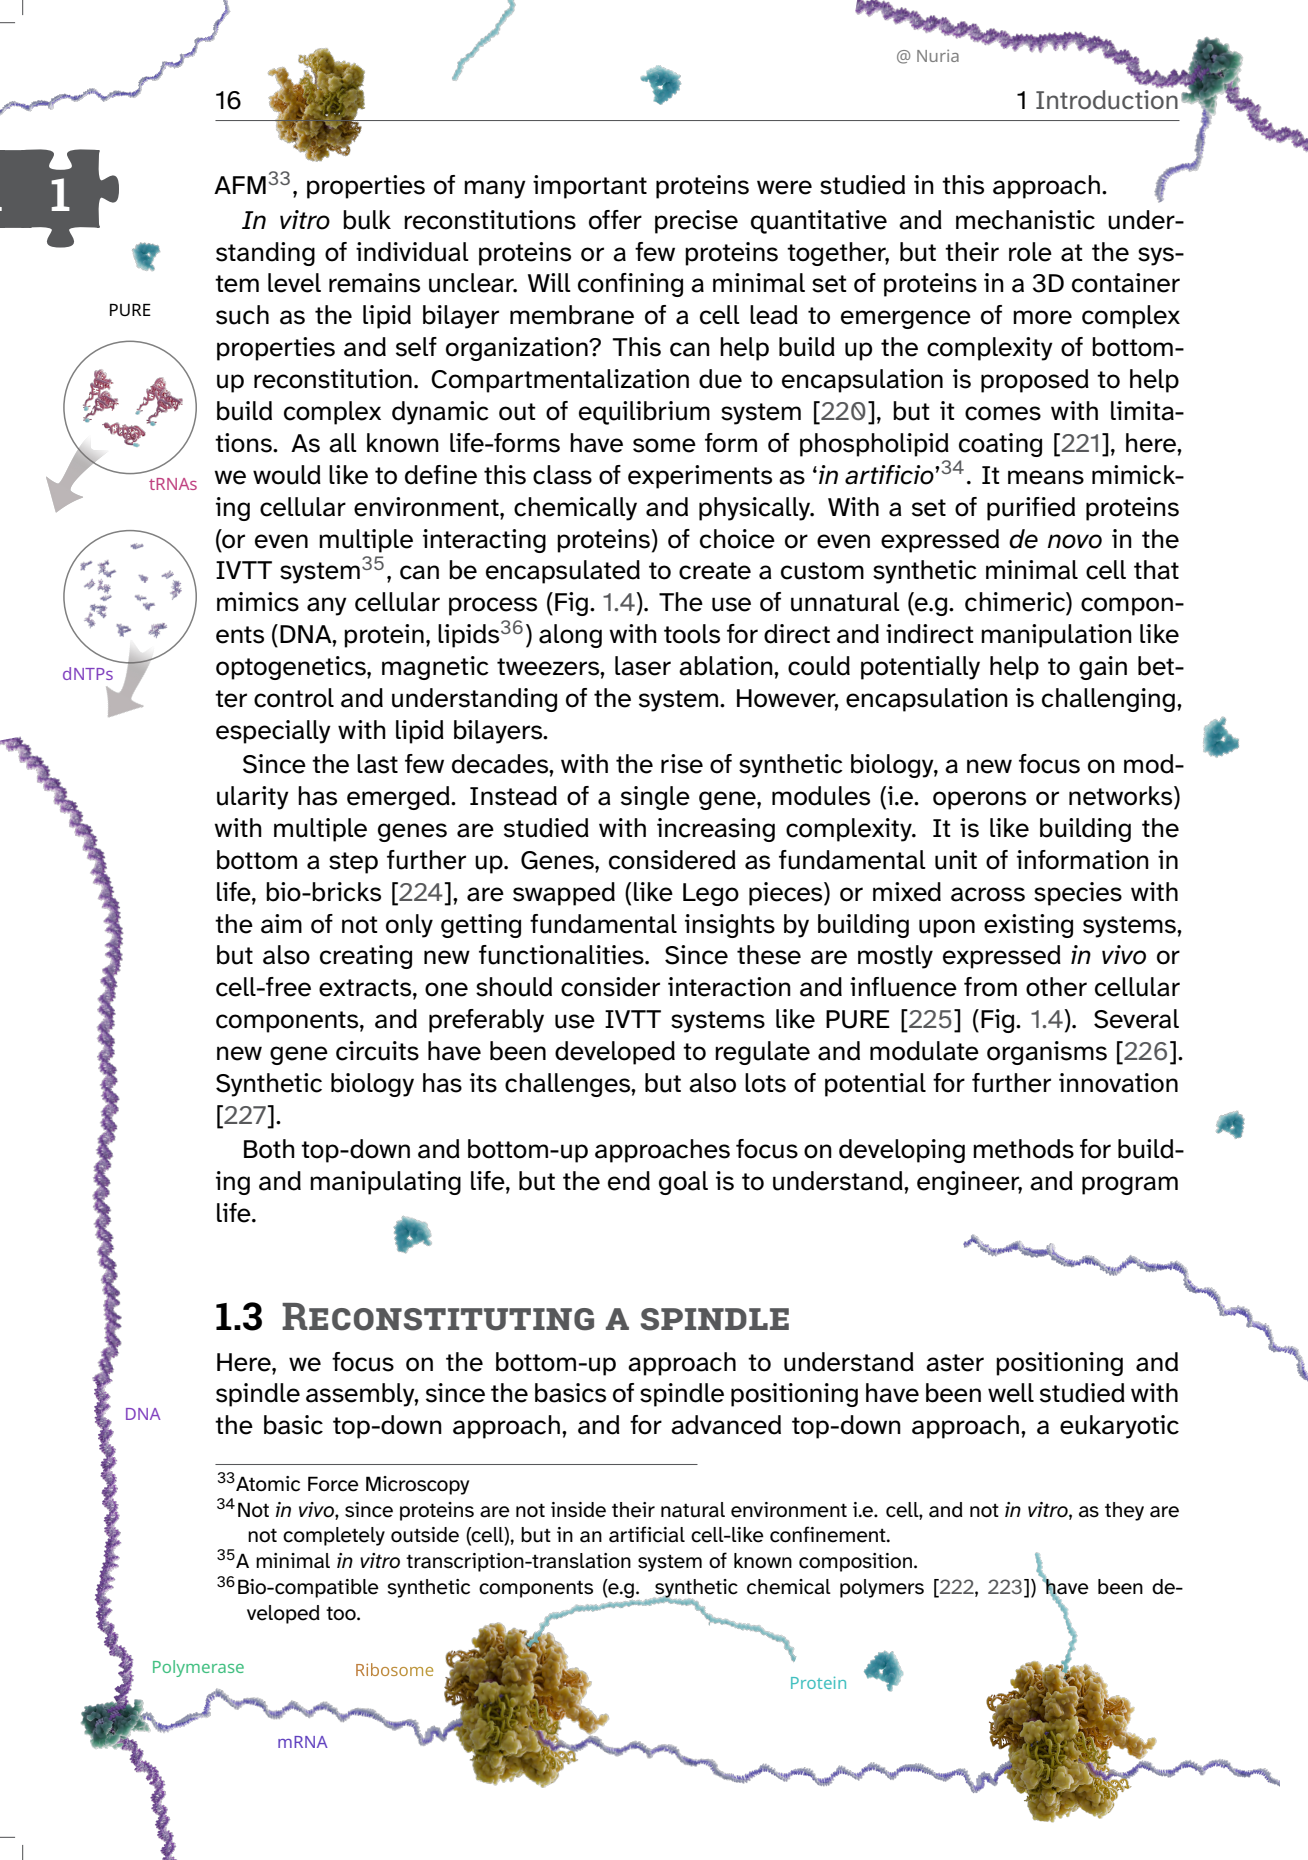 @ Nuria
16
1 Introduction
1
AFM33, properties of many important proteins were studied in this approach.
In vitro bulk reconstitutions offer precise quantitative and mechanistic under-
standing of individual proteins or a few proteins together, but their role at the sys-
tem level remains unclear. Will confining a minimal set of proteins in a 3D container
such as the lipid bilayer membrane of a cell lead to emergence of more complex
properties and self organization? This can help build up the complexity of bottom-
up reconstitution. Compartmentalization due to encapsulation is proposed to help
build complex dynamic out of equilibrium system [220], but it comes with limita-
tions. As all known life-forms have some form of phospholipid coating [221], here,
we would like to define this class of experiments as ‘in artificio’34. It means mimick-
ing cellular environment, chemically and physically. With a set of purified proteins
(or even multiple interacting proteins) of choice or even expressed de novo in the
IVTT system35, can be encapsulated to create a custom synthetic minimal cell that
mimics any cellular process (Fig. 1.4). The use of unnatural (e.g. chimeric) compon-
ents (DNA, protein, lipids36) along with tools for direct and indirect manipulation like
optogenetics, magnetic tweezers, laser ablation, could potentially help to gain bet-
ter control and understanding of the system. However, encapsulation is challenging,
especially with lipid bilayers.
Since the last few decades, with the rise of synthetic biology, a new focus on mod-
ularity has emerged. Instead of a single gene, modules (i.e. operons or networks)
with multiple genes are studied with increasing complexity. It is like building the
bottom a step further up. Genes, considered as fundamental unit of information in
life, bio-bricks [224], are swapped (like Lego pieces) or mixed across species with
the aim of not only getting fundamental insights by building upon existing systems,
but also creating new functionalities. Since these are mostly expressed in vivo or
cell-free extracts, one should consider interaction and influence from other cellular
components, and preferably use IVTT systems like PURE [225] (Fig. 1.4). Several
new gene circuits have been developed to regulate and modulate organisms [226].
Synthetic biology has its challenges, but also lots of potential for further innovation
[227].
Both top-down and bottom-up approaches focus on developing methods for build-
ing and manipulating life, but the end goal is to understand, engineer, and program
life.
PURE
tRNAs
dNTPs
DNA
1.3 RECONSTITUTING A SPINDLE
Here, we focus on the bottom-up approach to understand aster positioning and
spindle assembly, since the basics of spindle positioning have been well studied with
the basic top-down approach, and for advanced top-down approach, a eukaryotic
33Atomic Force Microscopy
34Not in vivo, since proteins are not inside their natural environment i.e. cell, and not in vitro, as they are
not completely outside (cell), but in an artificial cell-like confinement.
35A minimal in vitro transcription-translation system of known composition.
36Bio-compatible synthetic components (e.g. synthetic chemical polymers [222, 223]) have been de-
veloped too.
Polymerase
Ribosome
Protein
mRNA